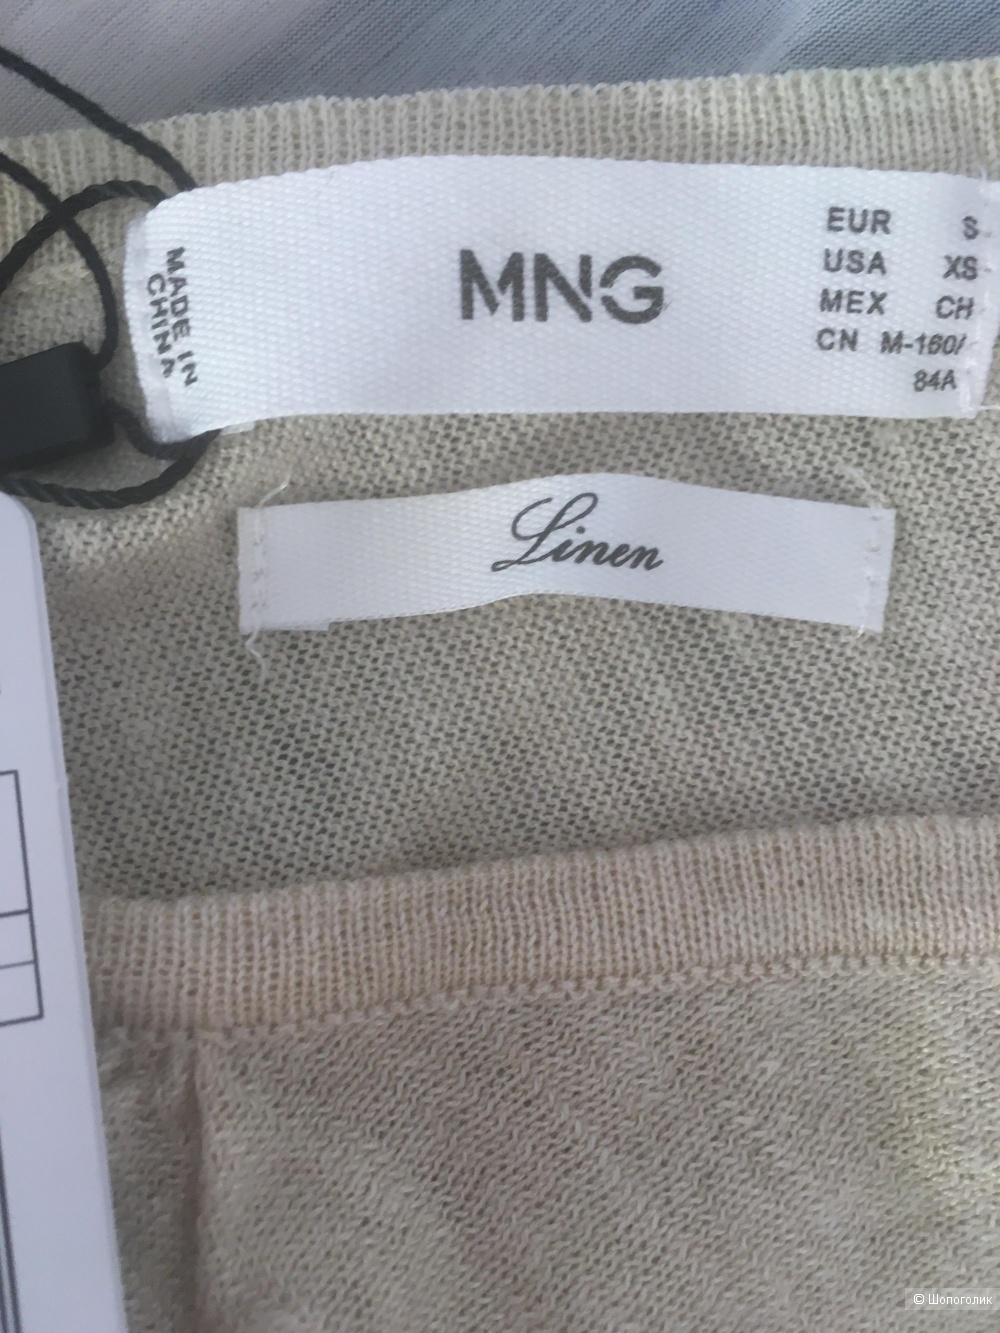 MADE IN
CHINA
MNG
EUR S
USA XS
MEX CH
CN M-160/
84A
Linen
© Шопоголик